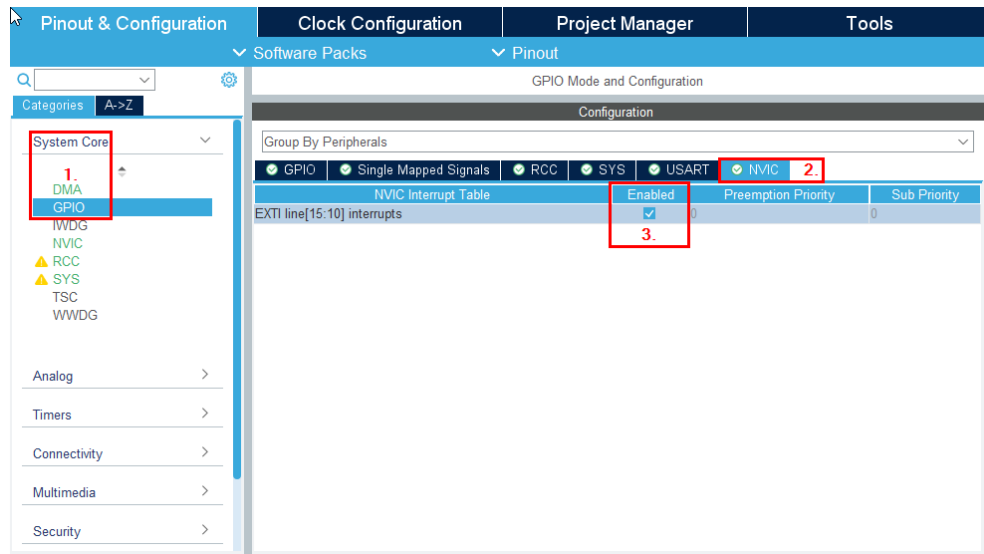 Pinout & Configuration
Clock Configuration
Project Manager
Tools
Software Packs
Pinout
GPIO Mode and Configuration
Categories
A->Z
Configuration
System Core
1.
DMA
GPIO
IWDG
NVIC
RCC
SYS
TSC
WWDG
Analog
Timers
Connectivity
Multimedia
Security
Group By Peripherals
GPIO Single Mapped Signals RCC SYS USART NVIC 2.
NVIC Interrupt Table Enabled Preemption Priority Sub Priority
EXTI line[15:10] interrupts 0 0
3.